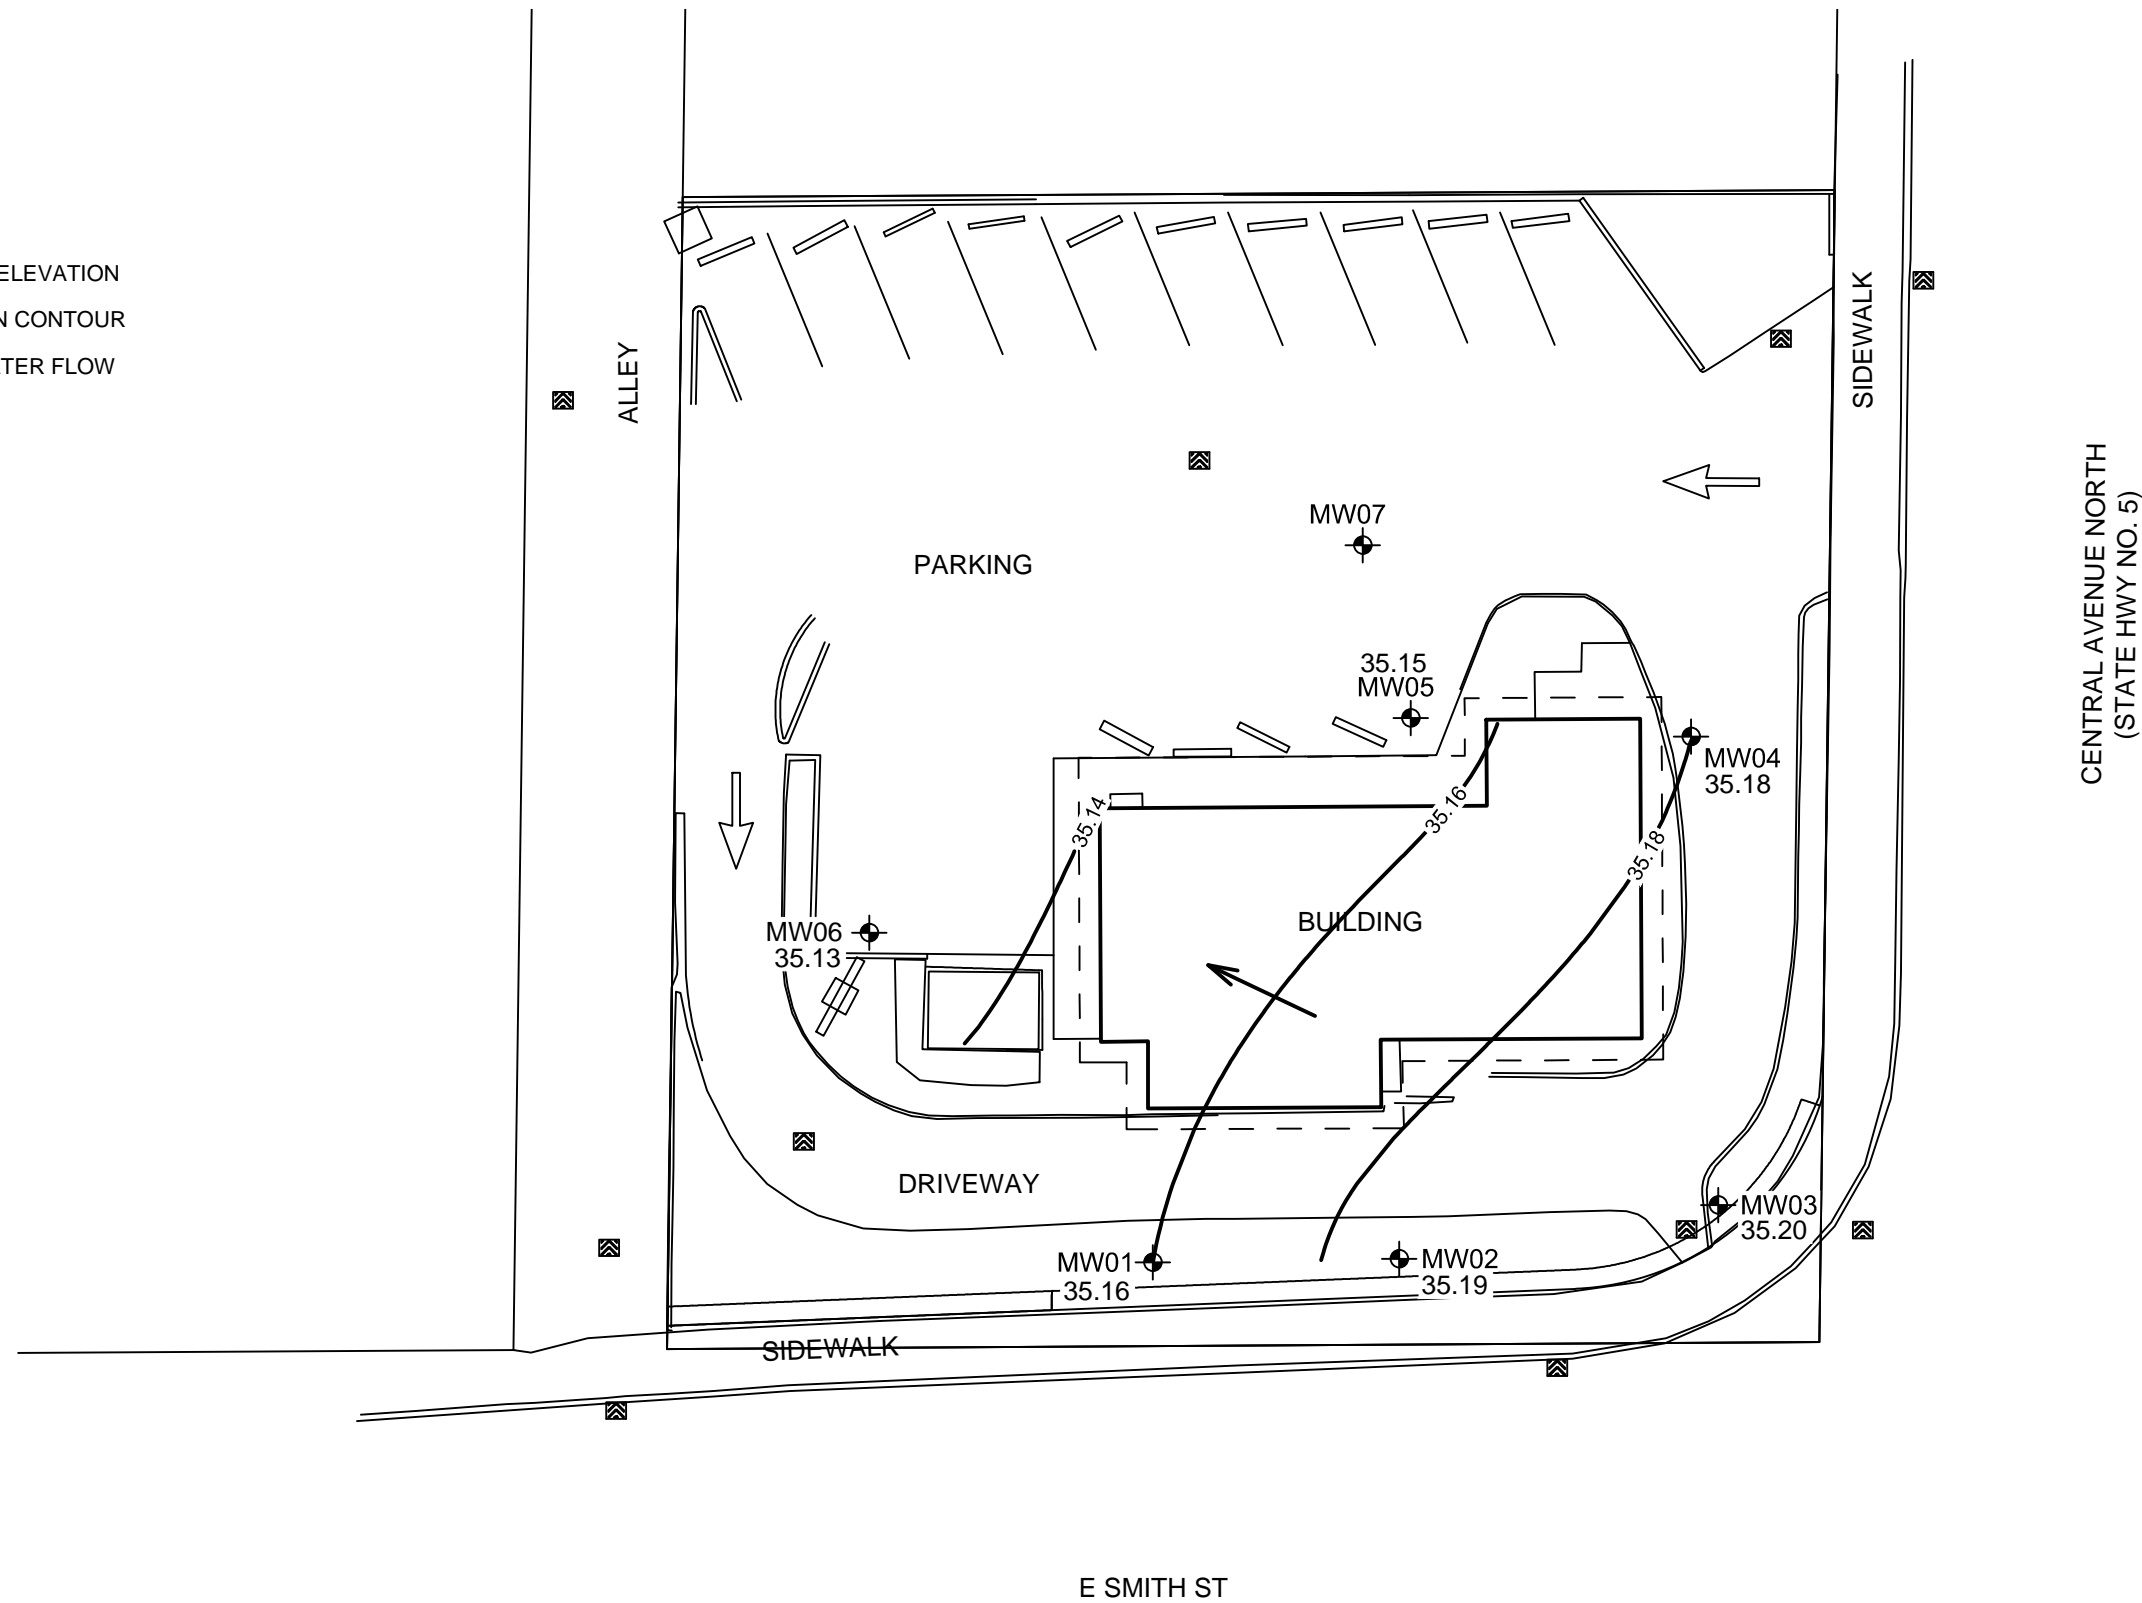 ELEVATION
N CONTOUR
TER FLOW
ALLEY
SIDEWALK
CENTRAL AVENUE NORTH
(STATE HWY NO. 5)
MW07
PARKING
35.15
MW05
MW04
35.18
35.14
35.16
35.18
MW06
35.13
BUILDING
DRIVEWAY
MW03
35.20
MW01
35.16
MW02
35.19
SIDEWALK
E SMITH ST